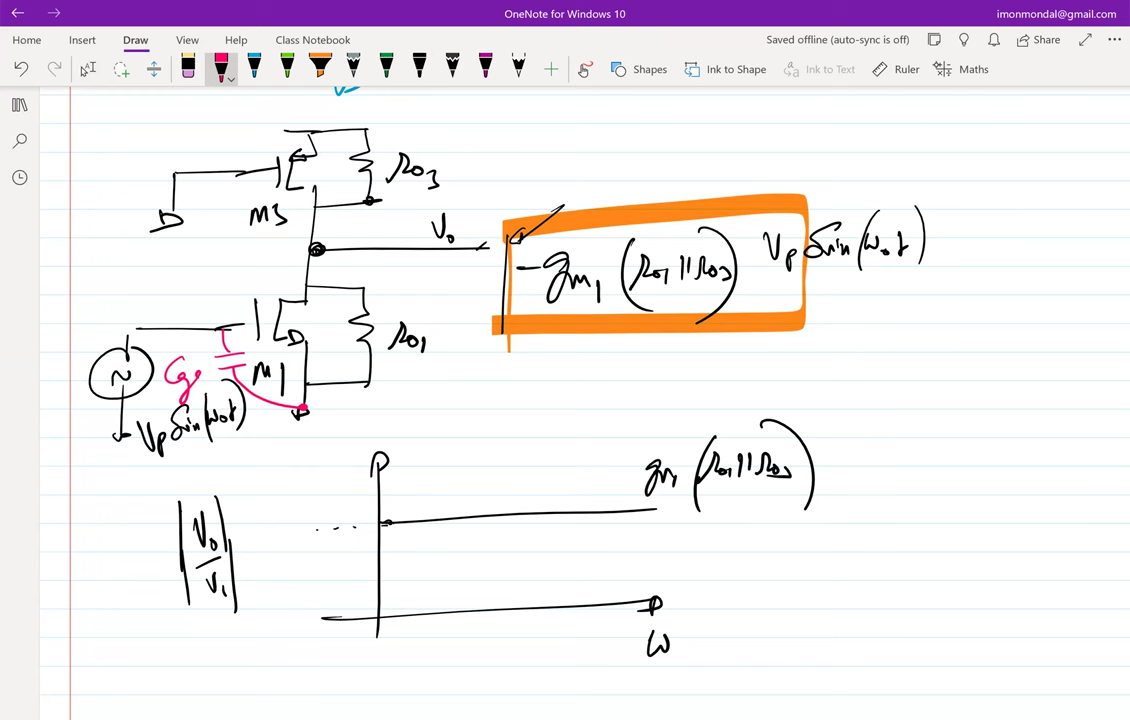 OneNote for Windows 10
imonmondal@gmail.com
Home Insert Draw View Help Class Notebook
Saved offline (auto-sync is off) Share
Shapes Ink to Shape Ink to Text Ruler Maths
ro3
M3
Vo
-gm1 (ro1 || ro3) Vp Sin(ω0t)
ro1
Cgs
M1
Vp Sin(ω0t)
gm1 (ro1 || ro3)
|Vo/Vi|
ω